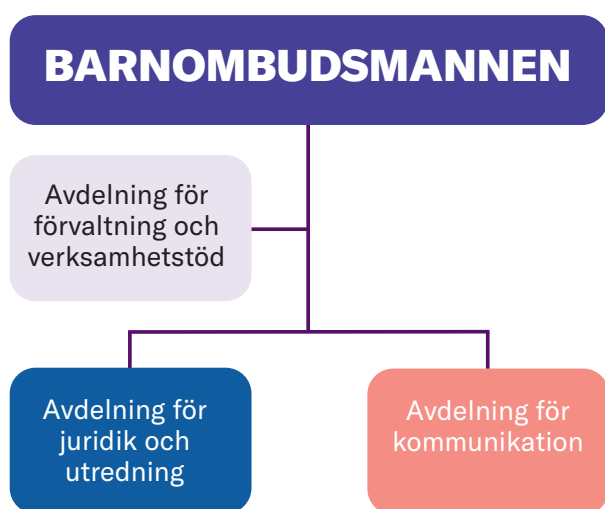 BARNOMBUDSMANNEN
Avdelning för
förvaltning och
verksamhetstöd
Avdelning för
juridik och
utredning
Avdelning för
kommunikation